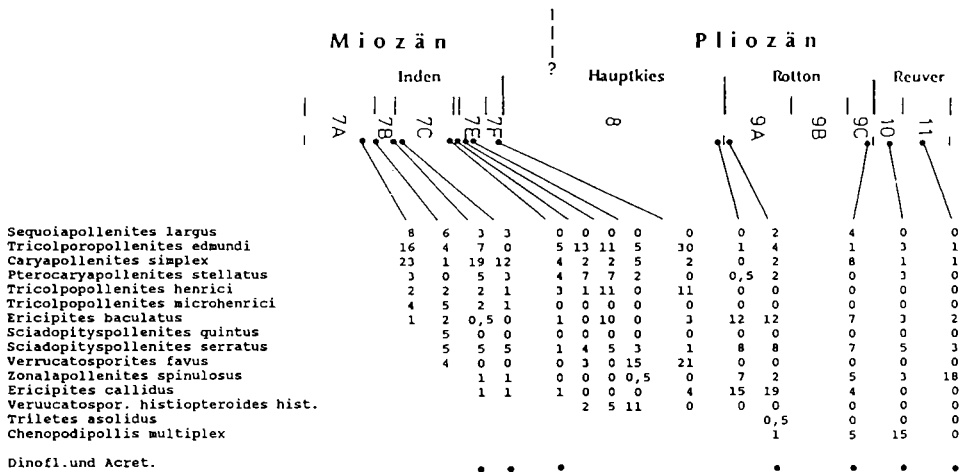 Miozän ? Pliozän
Inden Hauptkies Rotton Reuver
7A 7B 7C 7E 7F 8 9A 9B 9C 10 11
Sequoiapollenites largus 8 6 3 3 0 0 0 0 0 0 2 4 0 0
Tricolporopollenites edmundi 16 4 7 0 5 13 11 5 30 1 4 1 3 1
Caryapollenites simplex 23 1 19 12 4 2 2 5 2 0 2 8 1 1
Pterocaryapollenites stellatus 3 0 5 3 4 7 7 2 0 0,5 2 0 3 0
Tricolpopollenites henrici 2 2 2 1 3 1 11 0 11 0 0 0 0 0
Tricolpopollenites microhenrici 4 5 2 1 0 0 0 0 0 0 0 0 0 0
Ericipites baculatus 1 2 0,5 0 1 0 10 0 3 12 12 7 3 2
Sciadopityspollenites quintus 5 0 0 0 0 0 0 0 0 0 0 0 0
Sciadopityspollenites serratus 5 5 5 1 4 5 3 1 8 8 7 5 3
Verrucatosporites favus 4 0 0 0 3 0 15 21 0 0 0 0 0
Zonalapollenites spinulosus 1 1 0 0 0 0,5 0 7 2 5 3 18
Ericipites callidus 1 1 1 0 0 0 4 15 19 4 0 0
Veruucatospor. histiopteroides hist. 2 5 11 0 0 0 0 0 0
Triletes asolidus 0,5 0 0 0
Chenopodipollis multiplex 1 5 15 0
Dinofl.und Acret.